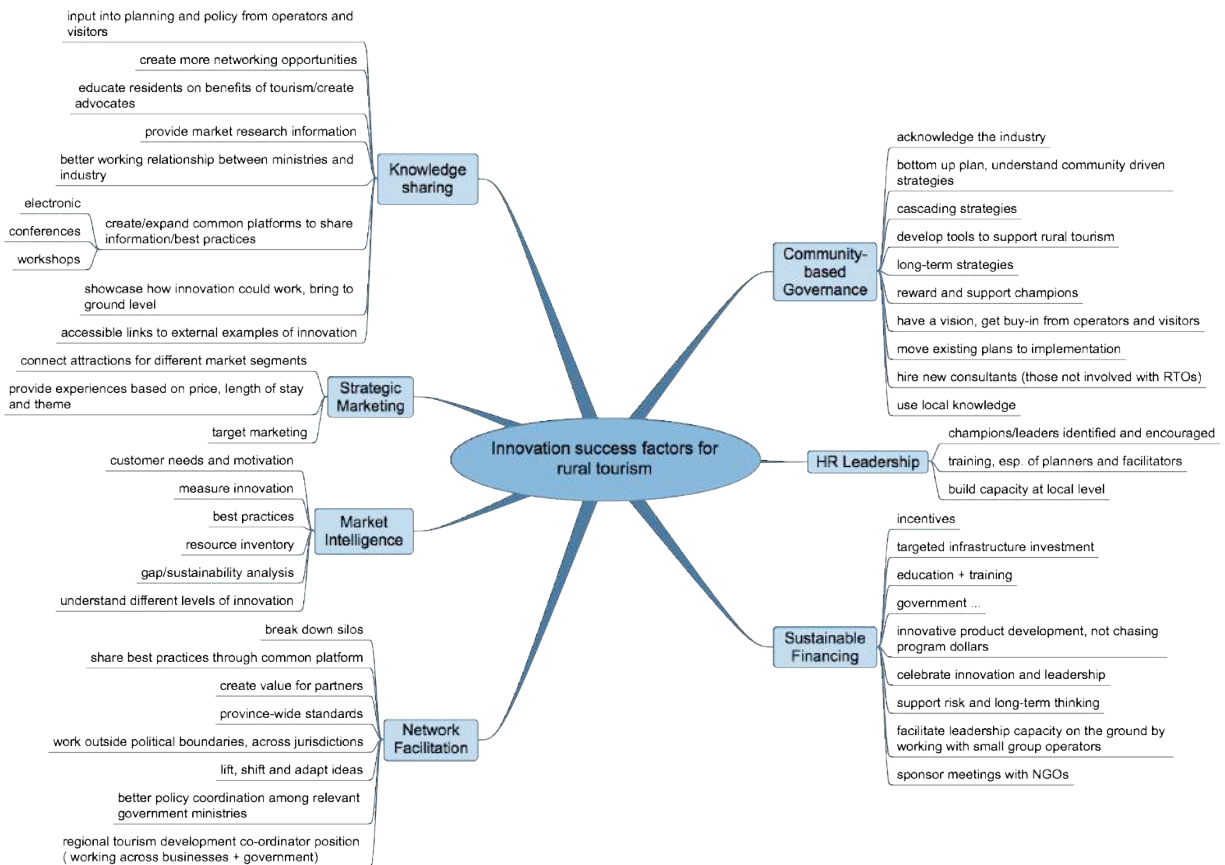 input into planning and policy from operators and
visitors
create more networking opportunities
educate residents on benefits of tourism/create
advocates
provide market research information
better working relationship between ministries and
industry
electronic
conferences
workshops
create/expand common platforms to share
information/best practices
showcase how innovation could work, bring to
ground level
accessible links to external examples of innovation
Knowledge
sharing
connect attractions for different market segments
provide experiences based on price, length of stay
and theme
target marketing
Strategic
Marketing
customer needs and motivation
measure innovation
best practices
resource inventory
gap/sustainability analysis
understand different levels of innovation
Market
Intelligence
break down silos
share best practices through common platform
create value for partners
province-wide standards
work outside political boundaries, across jurisdictions
lift, shift and adapt ideas
better policy coordination among relevant
government ministries
regional tourism development co-ordinator position
( working across businesses + government)
Network
Facilitation
Innovation success factors for
rural tourism
Community-
based
Governance
acknowledge the industry
bottom up plan, understand community driven
strategies
cascading strategies
develop tools to support rural tourism
long-term strategies
reward and support champions
have a vision, get buy-in from operators and visitors
move existing plans to implementation
hire new consultants (those not involved with RTOs)
use local knowledge
HR Leadership
champions/leaders identified and encouraged
training, esp. of planners and facilitators
build capacity at local level
Sustainable
Financing
incentives
targeted infrastructure investment
education + training
government ...
innovative product development, not chasing
program dollars
celebrate innovation and leadership
support risk and long-term thinking
facilitate leadership capacity on the ground by
working with small group operators
sponsor meetings with NGOs